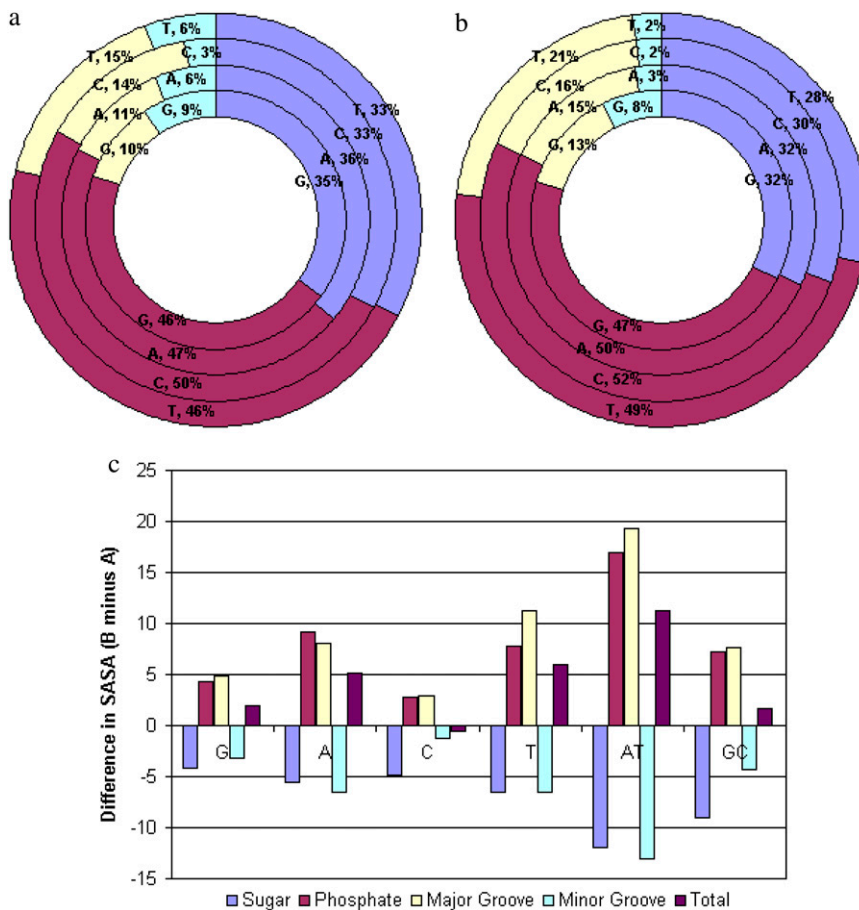 a
T, 6%
T, 15%
C, 3%
C, 14%
A, 6%
A, 11%
G, 9%
G, 10%
T, 33%
C, 33%
A, 36%
G, 35%
G, 46%
A, 47%
C, 50%
T, 46%
b
T, 2%
T, 21%
C, 2%
C, 16%
A, 3%
A, 15%
G, 8%
G, 13%
T, 28%
C, 30%
A, 32%
G, 32%
G, 47%
A, 50%
C, 52%
T, 49%
c
Difference in SASA (B minus A)
25
20
15
10
5
0
-5
-10
-15
G A C T AT GC
Sugar Phosphate Major Groove Minor Groove Total